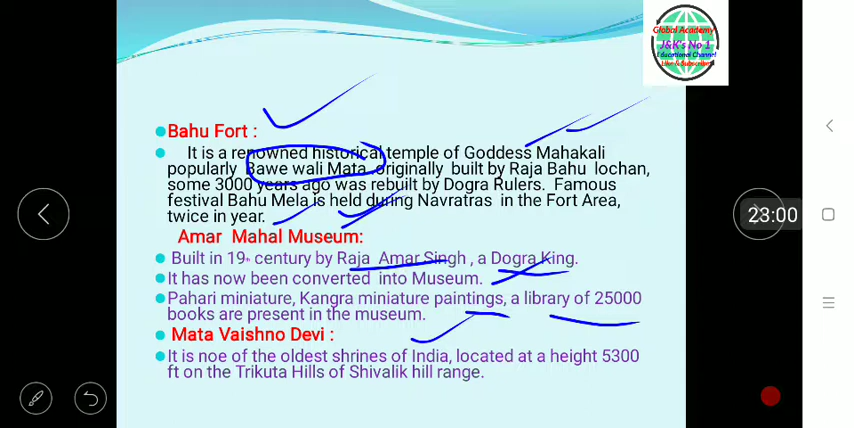 Global Academy
J&K's No 1
Educational Channel
Like & Subscribe
Bahu Fort :
It is a renowned historical temple of Goddess Mahakali
popularly Bawe wali Mata ,originally built by Raja Bahu lochan,
some 3000 years ago was rebuilt by Dogra Rulers. Famous
festival Bahu Mela is held during Navratras in the Fort Area,
twice in year.
Amar Mahal Museum:
Built in 19th century by Raja Amar Singh , a Dogra King.
It has now been converted into Museum.
Pahari miniature, Kangra miniature paintings, a library of 25000
books are present in the museum.
Mata Vaishno Devi :
It is noe of the oldest shrines of India, located at a height 5300
ft on the Trikuta Hills of Shivalik hill range.
23:00